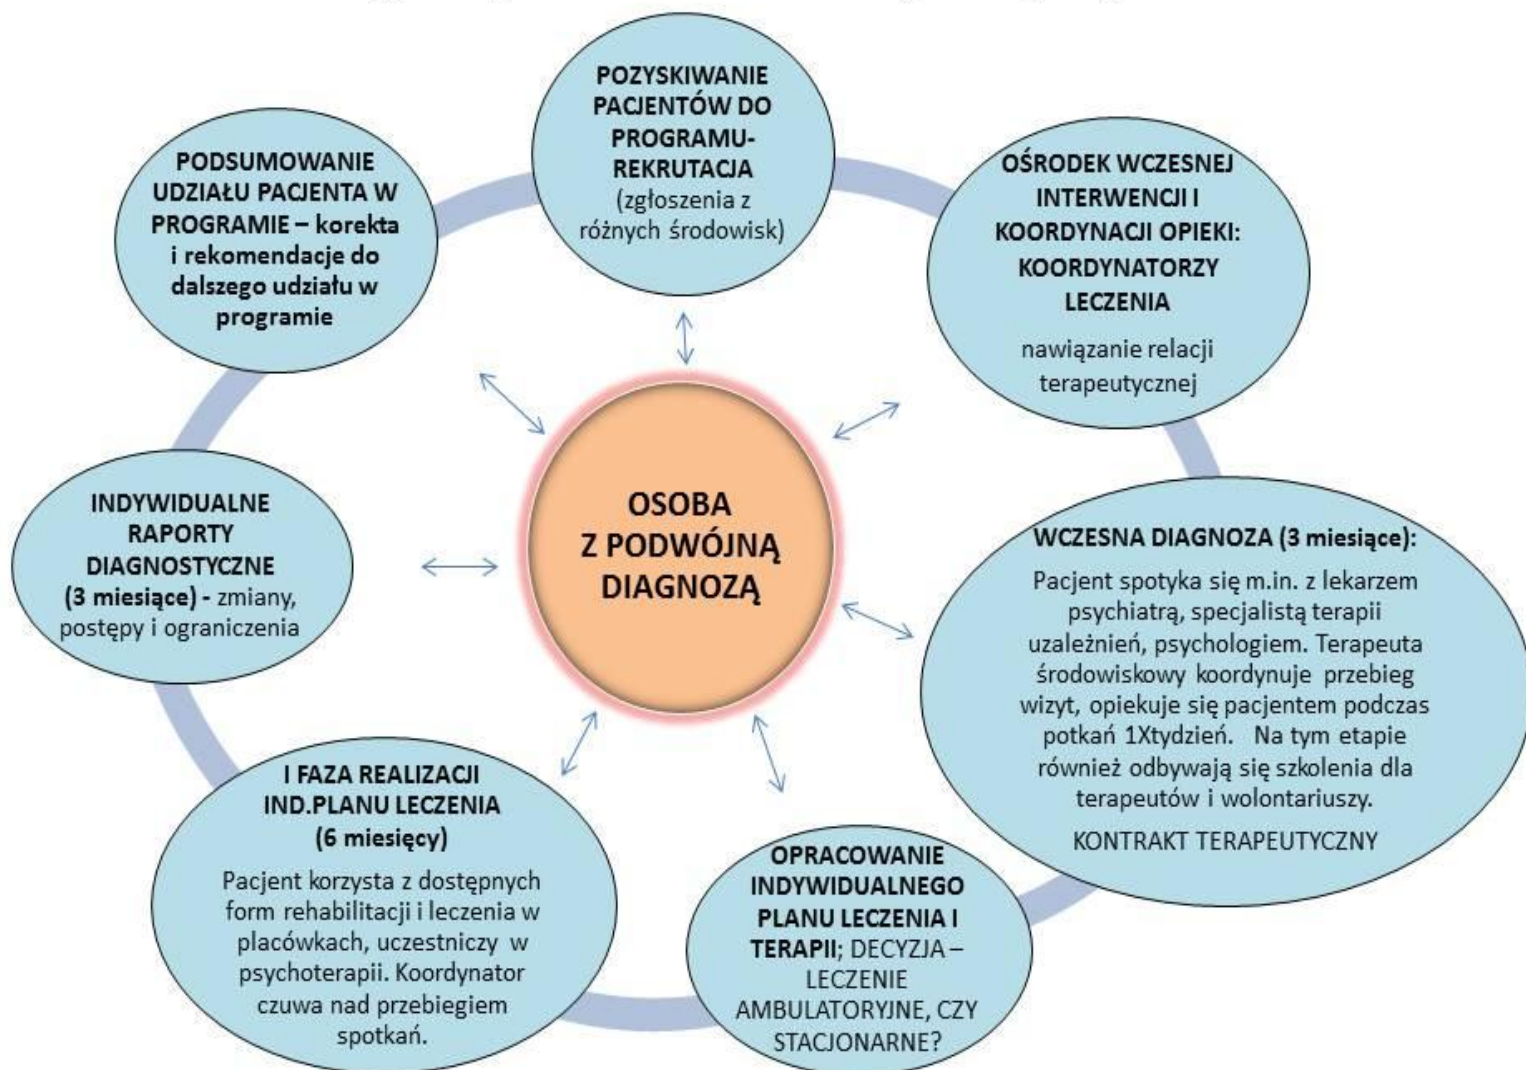 POZYSKIWANIE
PACJENTÓW DO
PROGRAMU-
REKRUTACJA
(zgłoszenia z
różnych środowisk)
OŚRODEK WCZESNEJ
INTERWENCJI I
KOORDYNACJI OPIEKI:
KOORDYNATORZY
LECZENIA
nawiązanie relacji
terapeutycznej
WCZESNA DIAGNOZA (3 miesiące):
Pacjent spotyka się m.in. z lekarzem
psychiatrą, specjalistą terapii
uzależnień, psychologiem. Terapeuta
środowiskowy koordynuje przebieg
wizyt, opiekuje się pacjentem podczas
potkań 1Xtydzień. Na tym etapie
również odbywają się szkolenia dla
terapeutów i wolontariuszy.
KONTRAKT TERAPEUTYCZNY
OPRACOWANIE
INDYWIDUALNEGO
PLANU LECZENIA I
TERAPII; DECYZJA –
LECZENIE
AMBULATORYJNE, CZY
STACJONARNE?
I FAZA REALIZACJI
IND.PLANU LECZENIA
(6 miesięcy)
Pacjent korzysta z dostępnych
form rehabilitacji i leczenia w
placówkach, uczestniczy w
psychoterapii. Koordynator
czuwa nad przebiegiem
spotkań.
INDYWIDUALNE
RAPORTY
DIAGNOSTYCZNE
(3 miesiące) - zmiany,
postępy i ograniczenia
PODSUMOWANIE
UDZIAŁU PACJENTA W
PROGRAMIE – korekta
i rekomendacje do
dalszego udziału w
programie
OSOBA
Z PODWÓJNĄ
DIAGNOZĄ